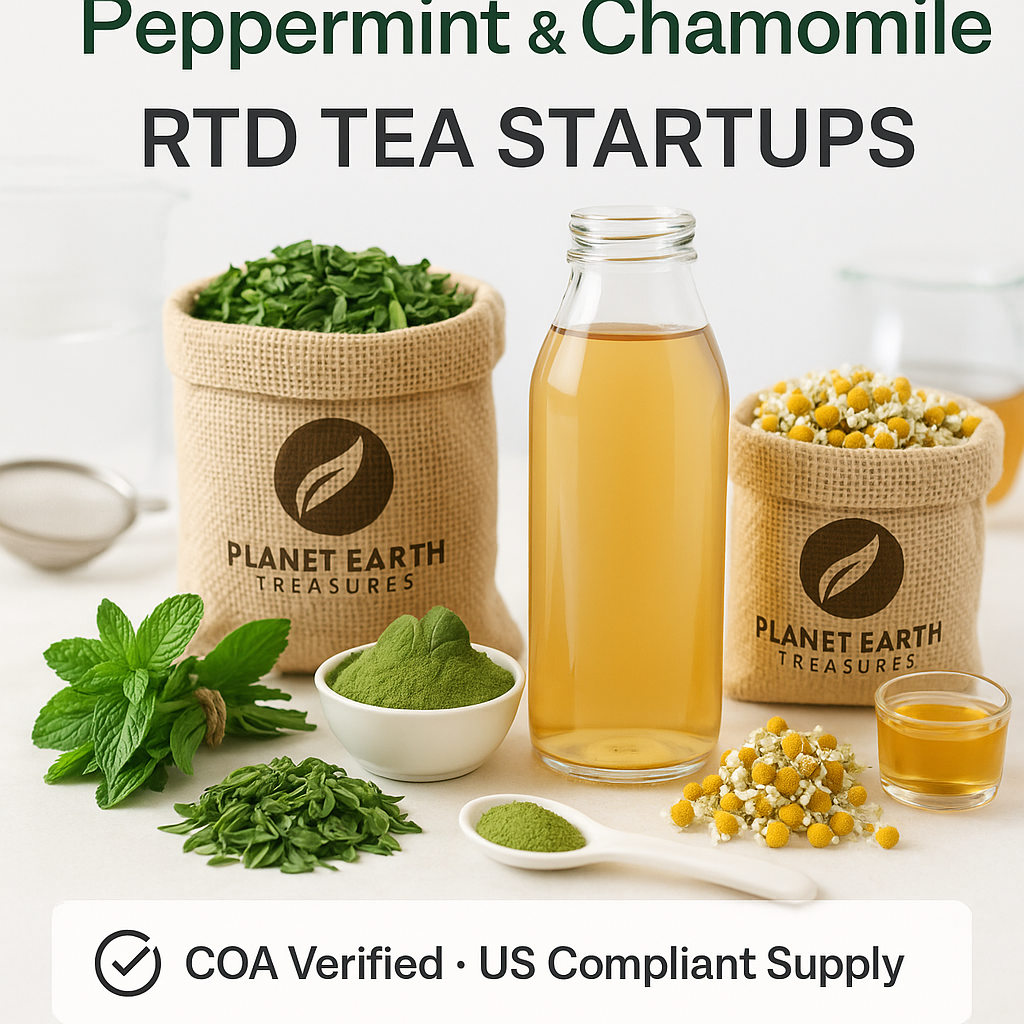 Peppermint & Chamomile
RTD TEA STARTUPS
PLANET EARTH
TREASURES
PLANET EARTH
TREASURES
COA Verified · US Compliant Supply